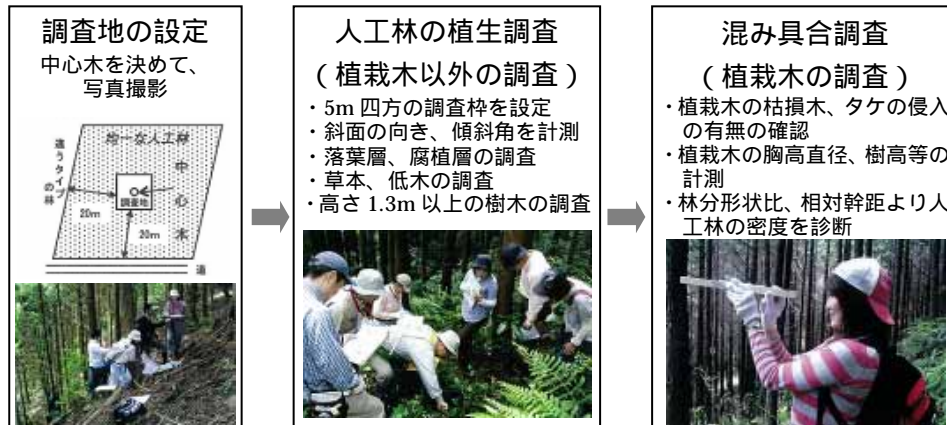 調査地の設定
中心木を決めて、
写真撮影
均一な人工林
違うタイプの林
中心木
調査地
20m
20m
道
人工林の植生調査
(植栽木以外の調査)
・5m 四方の調査枠を設定
・斜面の向き、傾斜角を計測
・落葉層、腐植層の調査
・草本、低木の調査
・高さ 1.3m 以上の樹木の調査
混み具合調査
(植栽木の調査)
・植栽木の枯損木、タケの侵入
の有無の確認
・植栽木の胸高直径、樹高等の
計測
・林分形状比、相対幹距より人
工林の密度を診断